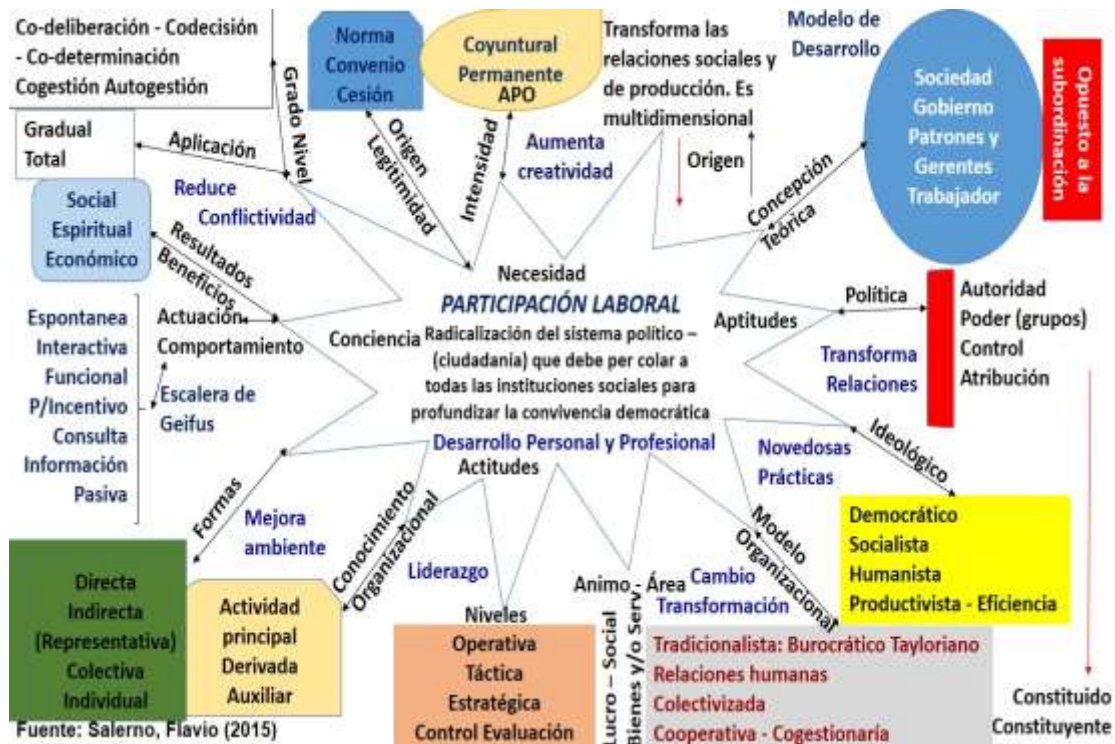 Co-deliberación - Codecisión
- Co-determinación
Cogestión Autogestión
Grado Nivel
Norma
Convenio
Cesión
Origen
Legitimidad
Coyuntural
Permanente
APO
Intensidad
Transforma las
relaciones sociales y
de producción. Es
multidimensional
Origen
Modelo de
Desarrollo
Sociedad
Gobierno
Patrones y
Gerentes
Trabajador
Opuesto a la
subordinación
Concepción
Teórica
Gradual
Total
Aplicación
Reduce
Conflictividad
Aumenta
creatividad
Social
Espiritual
Económico
Resultados
Beneficios
Actuación
Comportamiento
Espontanea
Interactiva
Funcional
P/Incentivo
Consulta
Información
Pasiva
Escalera de
Geifus
Necesidad
PARTICIPACIÓN LABORAL
Conciencia
Radicalización del sistema político –
(ciudadanía) que debe per colar a
todas las instituciones sociales para
profundizar la convivencia democrática
Desarrollo Personal y Profesional
Actitudes
Aptitudes
Política
Autoridad
Poder (grupos)
Control
Atribución
Transforma
Relaciones
Novedosas
Prácticas
Ideológico
Democrático
Socialista
Humanista
Productivista - Eficiencia
Formas
Mejora
ambiente
Directa
Indirecta
(Representativa)
Colectiva
Individual
Conocimiento
Organizacional
Actividad
principal
Derivada
Auxiliar
Liderazgo
Niveles
Operativa
Táctica
Estratégica
Control Evaluación
Animo - Área
Lucro – Social
Bienes y/o Serv.
Cambio
Transformación
Modelo
Organizacional
Tradicionalista: Burocrático Tayloriano
Relaciones humanas
Colectivizada
Cooperativa - Cogestionaría
Constituido
Constituyente
Fuente: Salerno, Flavio (2015)